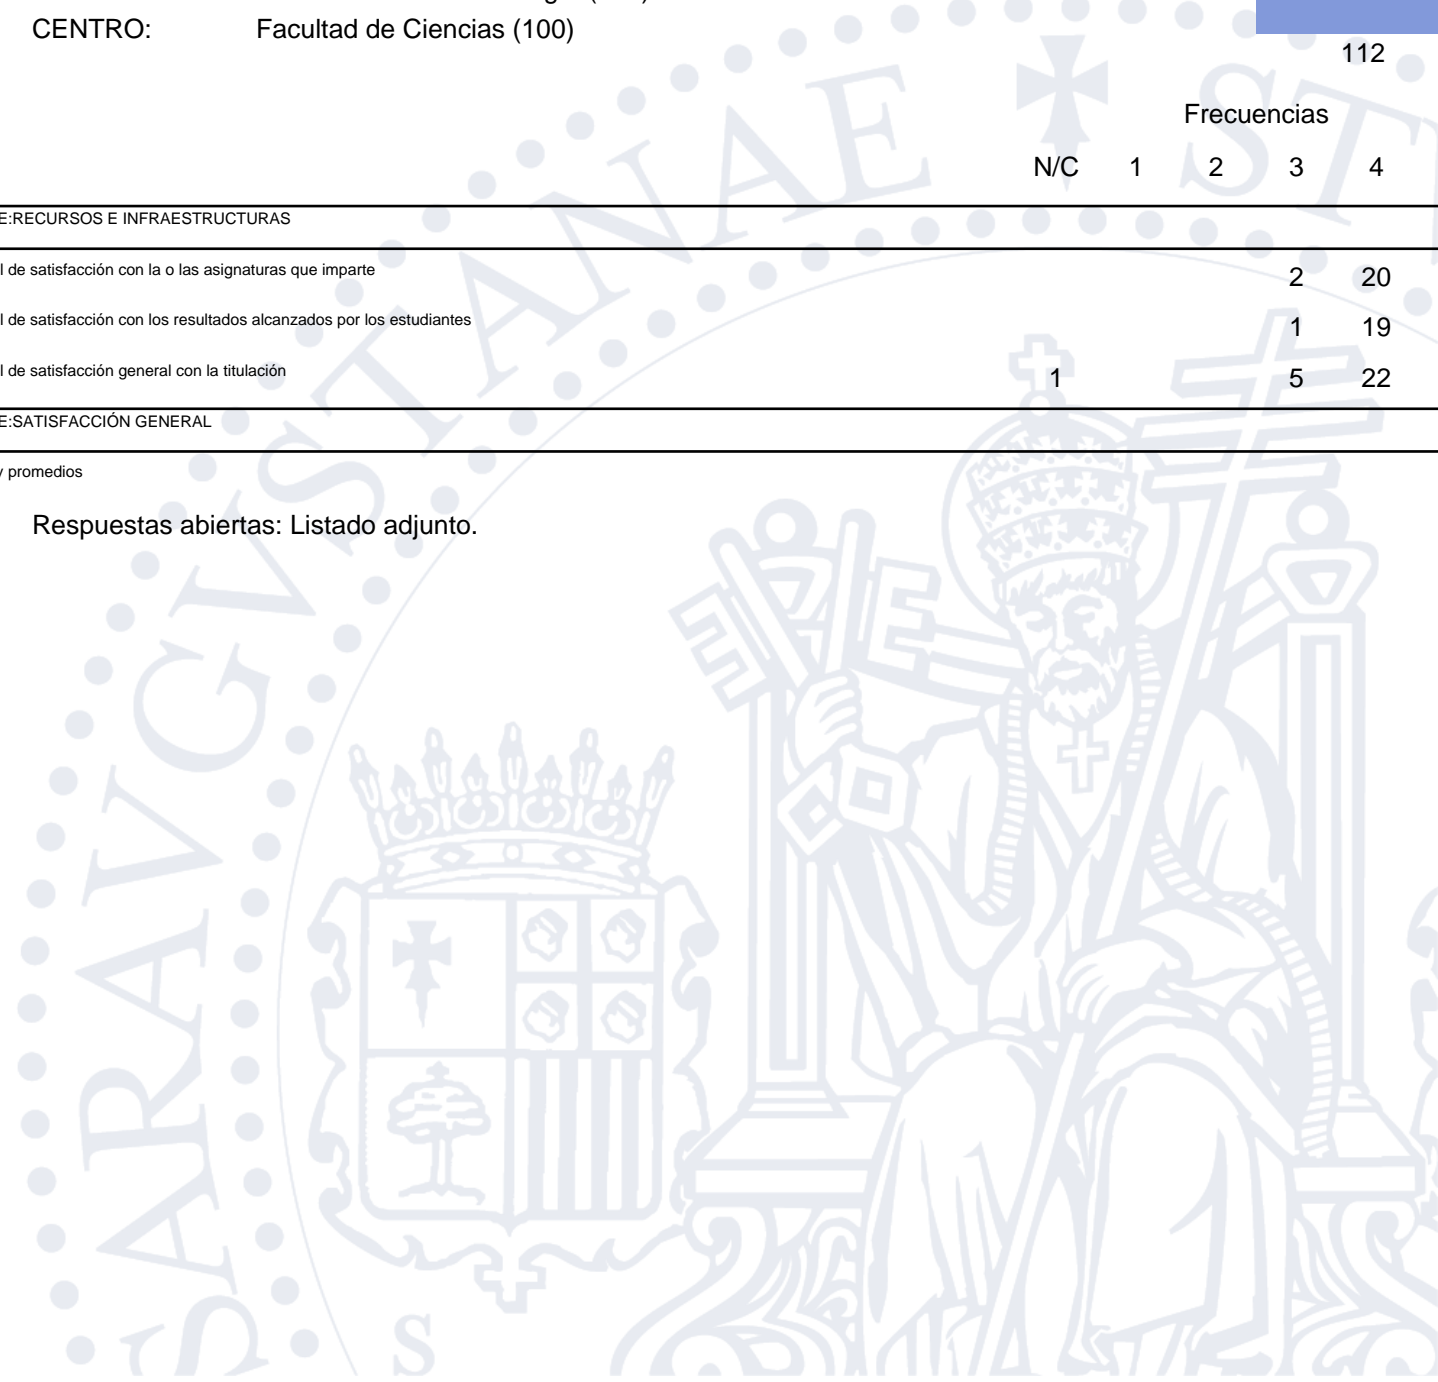 CENTRO: Facultad de Ciencias (100)
112
Frecuencias
N/C 1 2 3 4
E:RECURSOS E INFRAESTRUCTURAS
l de satisfacción con la o las asignaturas que imparte 2 20
l de satisfacción con los resultados alcanzados por los estudiantes 1 19
l de satisfacción general con la titulación 1 5 22
E:SATISFACCIÓN GENERAL
y promedios
Respuestas abiertas: Listado adjunto.